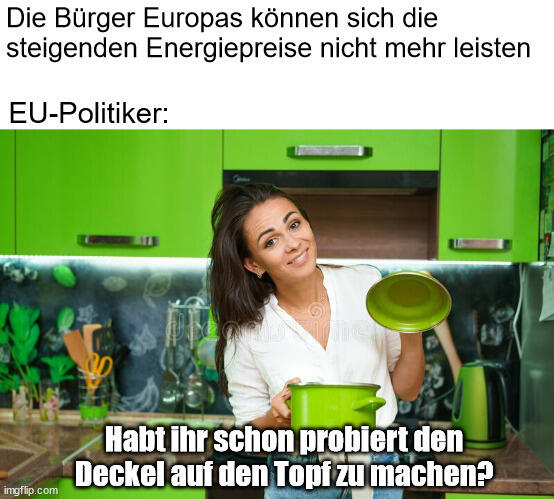 Die Bürger Europas können sich die
steigenden Energiepreise nicht mehr leisten
EU-Politiker:
Habt ihr schon probiert den
Deckel auf den Topf zu machen?
imgflip.com